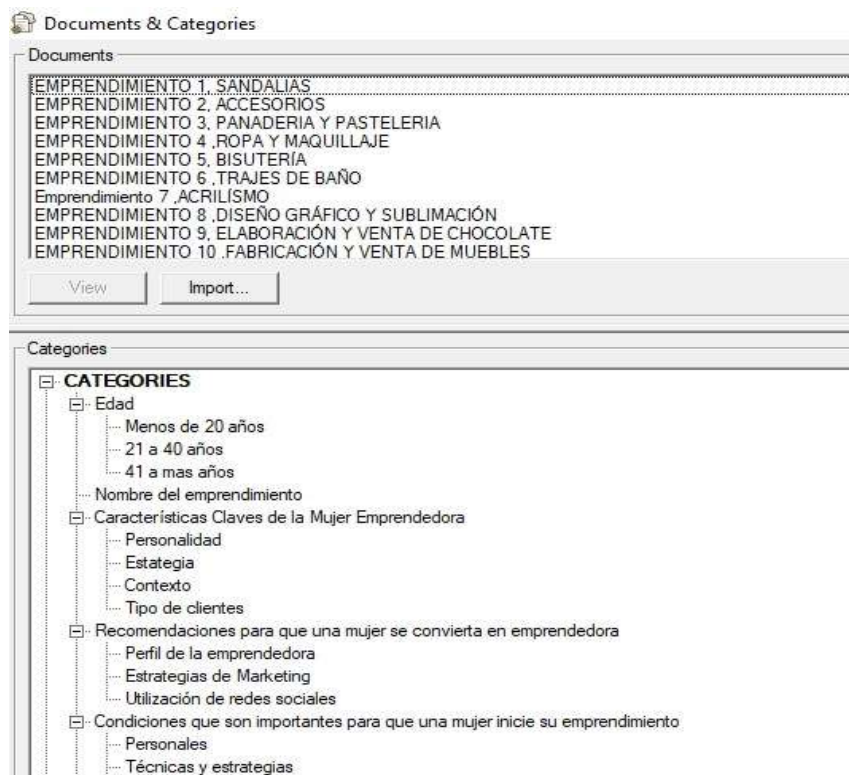 Documents & Categories
Documents
EMPRENDIMIENTO 1, SANDALIAS
EMPRENDIMIENTO 2, ACCESORIOS
EMPRENDIMIENTO 3, PANADERIA Y PASTELERIA
EMPRENDIMIENTO 4 ,ROPA Y MAQUILLAJE
EMPRENDIMIENTO 5, BISUTERÍA
EMPRENDIMIENTO 6 ,TRAJES DE BAÑO
Emprendimiento 7 ,ACRILÍSMO
EMPRENDIMIENTO 8 ,DISEÑO GRÁFICO Y SUBLIMACIÓN
EMPRENDIMIENTO 9, ELABORACIÓN Y VENTA DE CHOCOLATE
EMPRENDIMIENTO 10 ,FABRICACIÓN Y VENTA DE MUEBLES
View Import...
Categories
CATEGORIES
Edad
Menos de 20 años
21 a 40 años
41 a mas años
Nombre del emprendimiento
Características Claves de la Mujer Emprendedora
Personalidad
Estategia
Contexto
Tipo de clientes
Recomendaciones para que una mujer se convierta en emprendedora
Perfil de la emprendedora
Estrategias de Marketing
Utilización de redes sociales
Condiciones que son importantes para que una mujer inicie su emprendimiento
Personales
Técnicas y estrategias